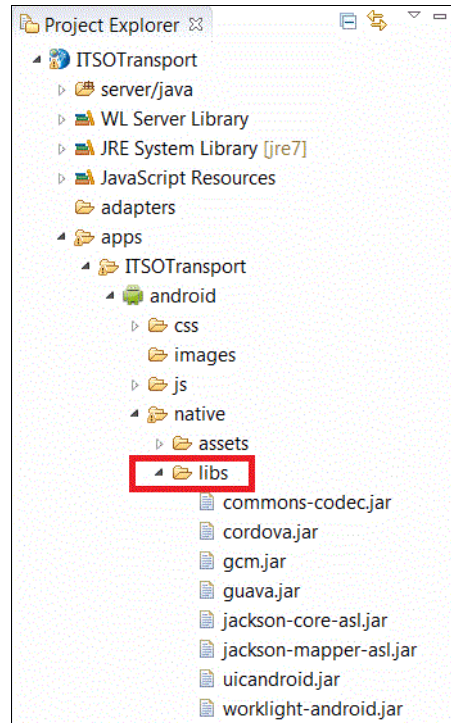 Project Explorer
ITSOTransport
server/java
WL Server Library
JRE System Library [jre7]
JavaScript Resources
adapters
apps
ITSOTransport
android
css
images
js
native
assets
libs
commons-codec.jar
cordova.jar
gcm.jar
guava.jar
jackson-core-asl.jar
jackson-mapper-asl.jar
uicandroid.jar
worklight-android.jar